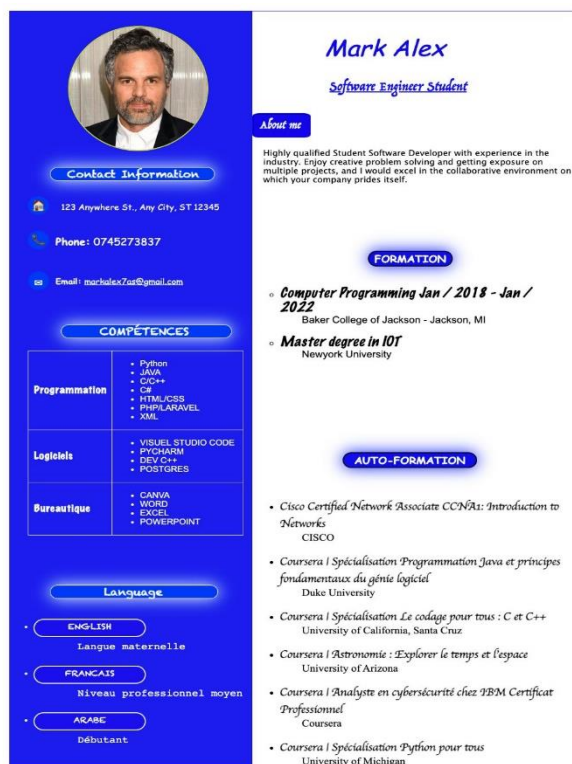 Contact Information
123 Anywhere St., Any City, ST 12345
Phone: 0745273837
Email: markalex7as@gmail.com
COMPÉTENCES
Programmation
• Python
• JAVA
• C/C++
• C#
• HTML/CSS
• PHP/LARAVEL
• XML
Logiciels
• VISUEL STUDIO CODE
• PYCHARM
• DEV C++
• POSTGRES
Bureautique
• CANVA
• WORD
• EXCEL
• POWERPOINT
Language
• ENGLISH
Langue maternelle
• FRANCAIS
Niveau professionnel moyen
• ARABE
Débutant
Mark Alex
Software Engineer Student
About me
Highly qualified Student Software Developer with experience in the
industry. Enjoy creative problem solving and getting exposure on
multiple projects, and I would excel in the collaborative environment on
which your company prides itself.
FORMATION
○ Computer Programming Jan / 2018 - Jan /
2022
Baker College of Jackson - Jackson, MI
○ Master degree in IOT
Newyork University
AUTO-FORMATION
• Cisco Certified Network Associate CCNA1: Introduction to
Networks
CISCO
• Coursera | Spécialisation Programmation Java et principes
fondamentaux du génie logiciel
Duke University
• Coursera | Spécialisation Le codage pour tous : C et C++
University of California, Santa Cruz
• Coursera | Astronomie : Explorer le temps et l'espace
University of Arizona
• Coursera | Analyste en cybersécurité chez IBM Certificat
Professionnel
Coursera
• Coursera | Spécialisation Python pour tous
University of Michigan